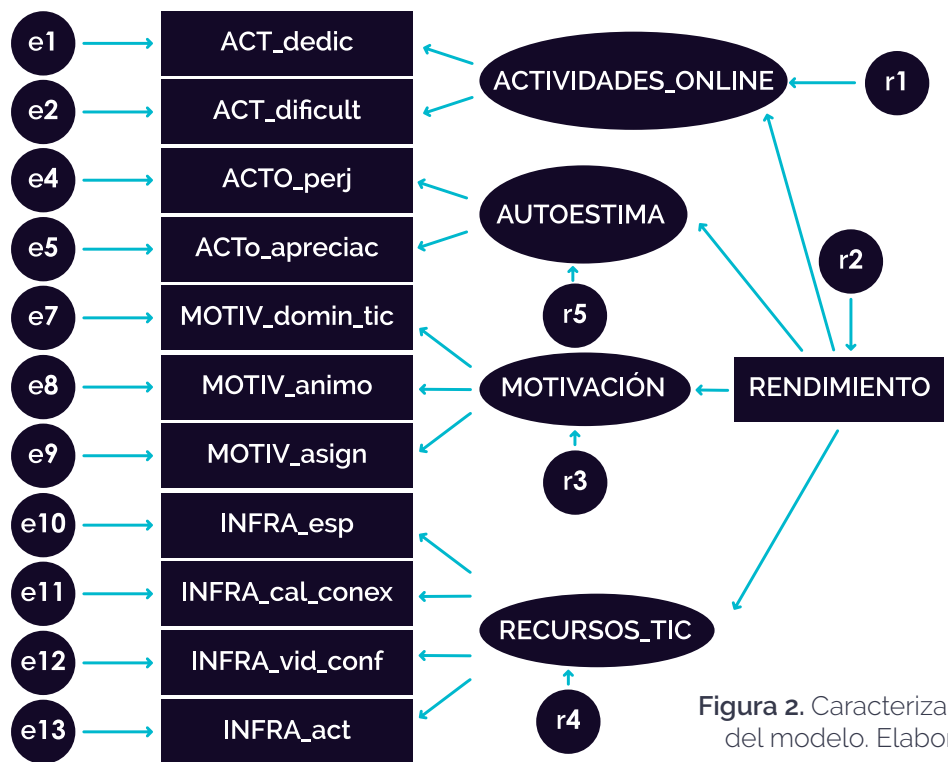 e1 ACT_dedic ACTIVIDADES_ONLINE r1
e2 ACT_dificult
e4 ACTO_perj AUTOESTIMA
e5 ACTo_apreciac r2
e7 MOTIV_domin_tic r5
e8 MOTIV_animo MOTIVACIÓN RENDIMIENTO
e9 MOTIV_asign r3
e10 INFRA_esp
e11 INFRA_cal_conex
e12 INFRA_vid_conf RECURSOS_TIC
e13 INFRA_act r4
Figura 2. Caracteriza
del modelo. Elabor